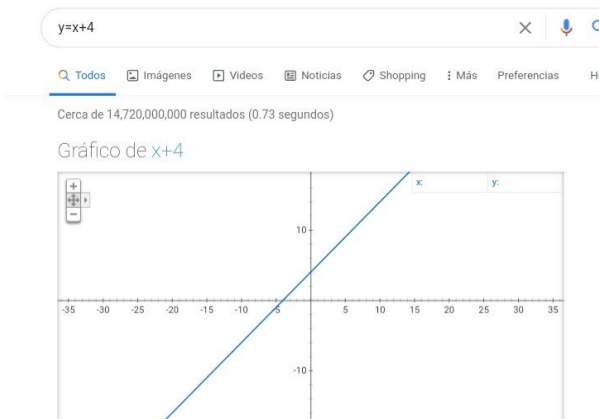 y=x+4
Todos Imágenes Videos Noticias Shopping Más Preferencias
Cerca de 14,720,000,000 resultados (0.73 segundos)
Gráfico de x+4
x: y:
10
-35 -30 -25 -20 -15 -10 -5 5 10 15 20 25 30 35
-10